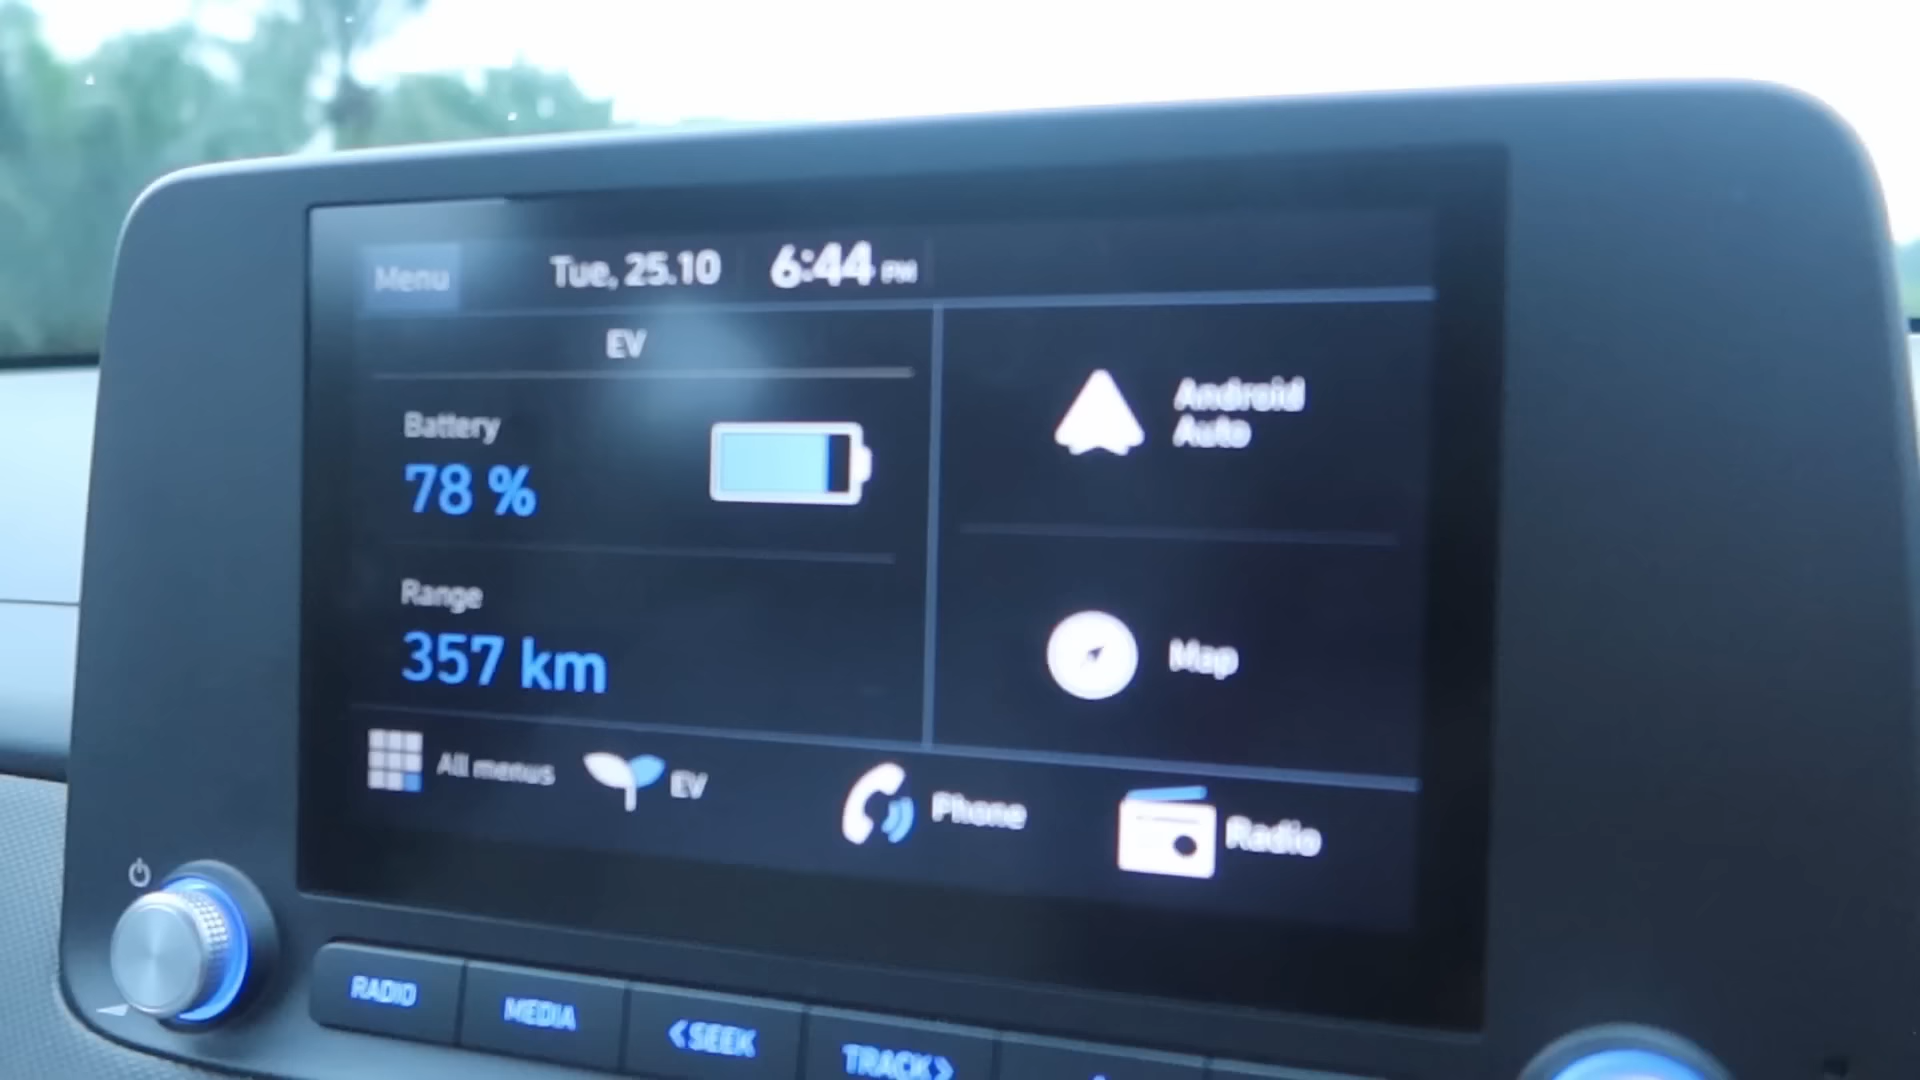 Menu
Tue, 25.10
6:44 PM
EV
Battery
78 %
Range
357 km
Android
Auto
Map
All menus
EV
Phone
Radio
RADIO
MEDIA
< SEEK
TRACK >